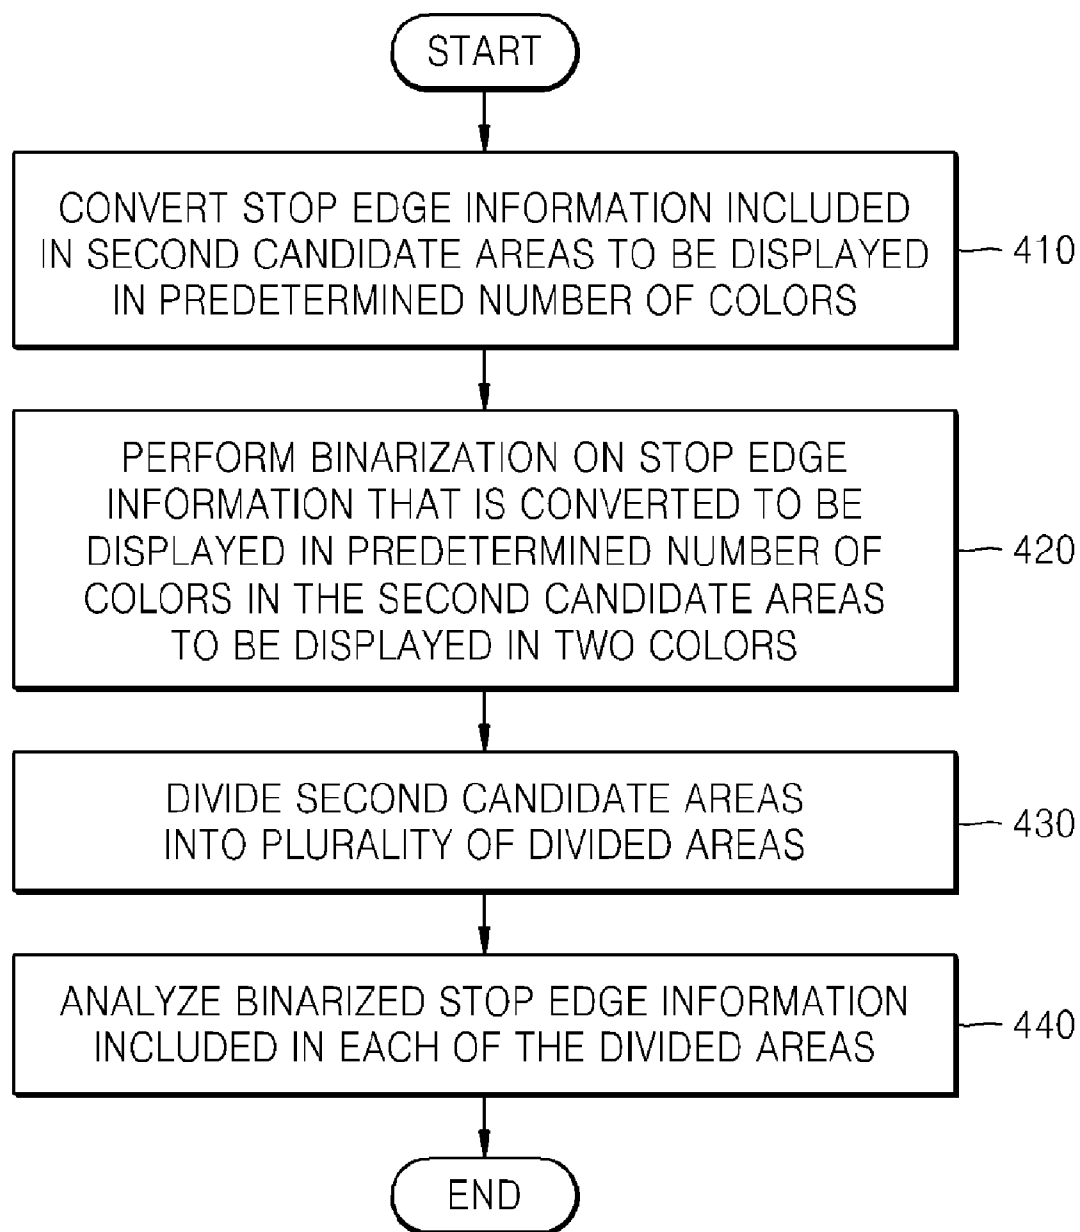 START
CONVERT STOP EDGE INFORMATION INCLUDED
IN SECOND CANDIDATE AREAS TO BE DISPLAYED
IN PREDETERMINED NUMBER OF COLORS
410
PERFORM BINARIZATION ON STOP EDGE
INFORMATION THAT IS CONVERTED TO BE
DISPLAYED IN PREDETERMINED NUMBER OF
COLORS IN THE SECOND CANDIDATE AREAS
TO BE DISPLAYED IN TWO COLORS
420
DIVIDE SECOND CANDIDATE AREAS
INTO PLURALITY OF DIVIDED AREAS
430
ANALYZE BINARIZED STOP EDGE INFORMATION
INCLUDED IN EACH OF THE DIVIDED AREAS
440
END